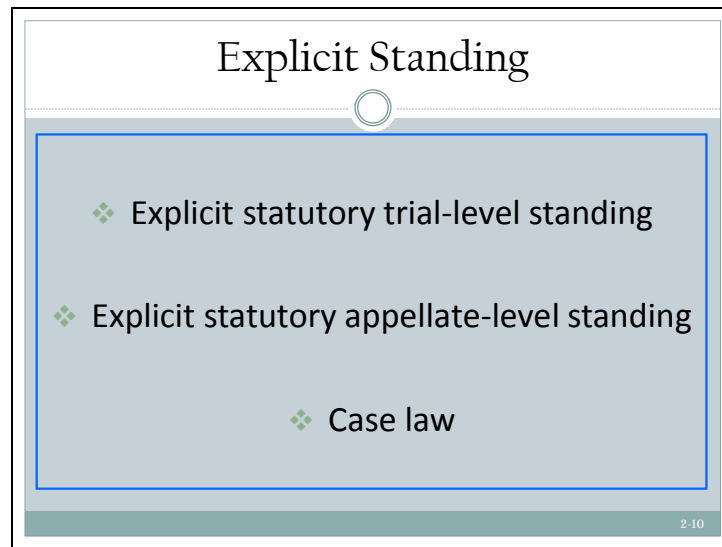 Explicit Standing
❖ Explicit statutory trial-level standing
❖ Explicit statutory appellate-level standing
❖ Case law
2-10